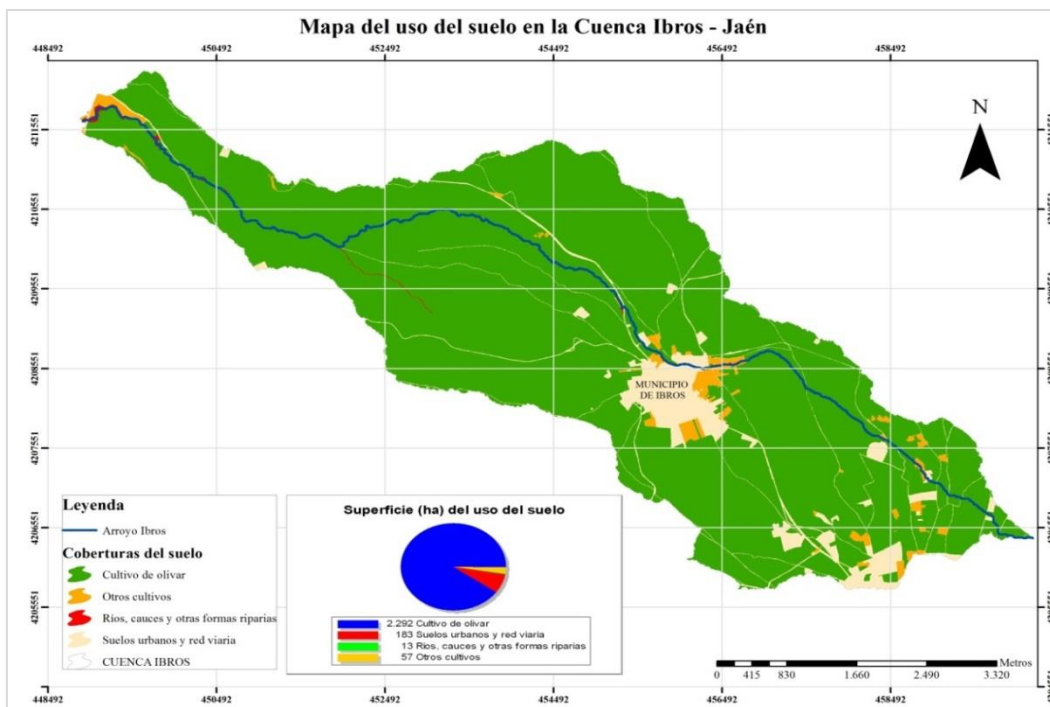 Mapa del uso del suelo en la Cuenca Ibros - Jaén
448492 450492 452492 454492 456492 458492
N
4211551
4210551
4209551
4208551
4207551
4206551
4205551
MUNICIPIO
DE IBROS
Leyenda
Arroyo Ibros
Coberturas del suelo
Cultivo de olivar
Otros cultivos
Ríos, cauces y otras formas riparias
Suelos urbanos y red viaria
CUENCA IBROS
Superficie (ha) del uso del suelo
2.292 Cultivo de olivar
183 Suelos urbanos y red viaria
13 Ríos, cauces y otras formas riparias
57 Otros cultivos
Metros
0 415 830 1.660 2.490 3.320
448492 450492 452492 454492 456492 458492